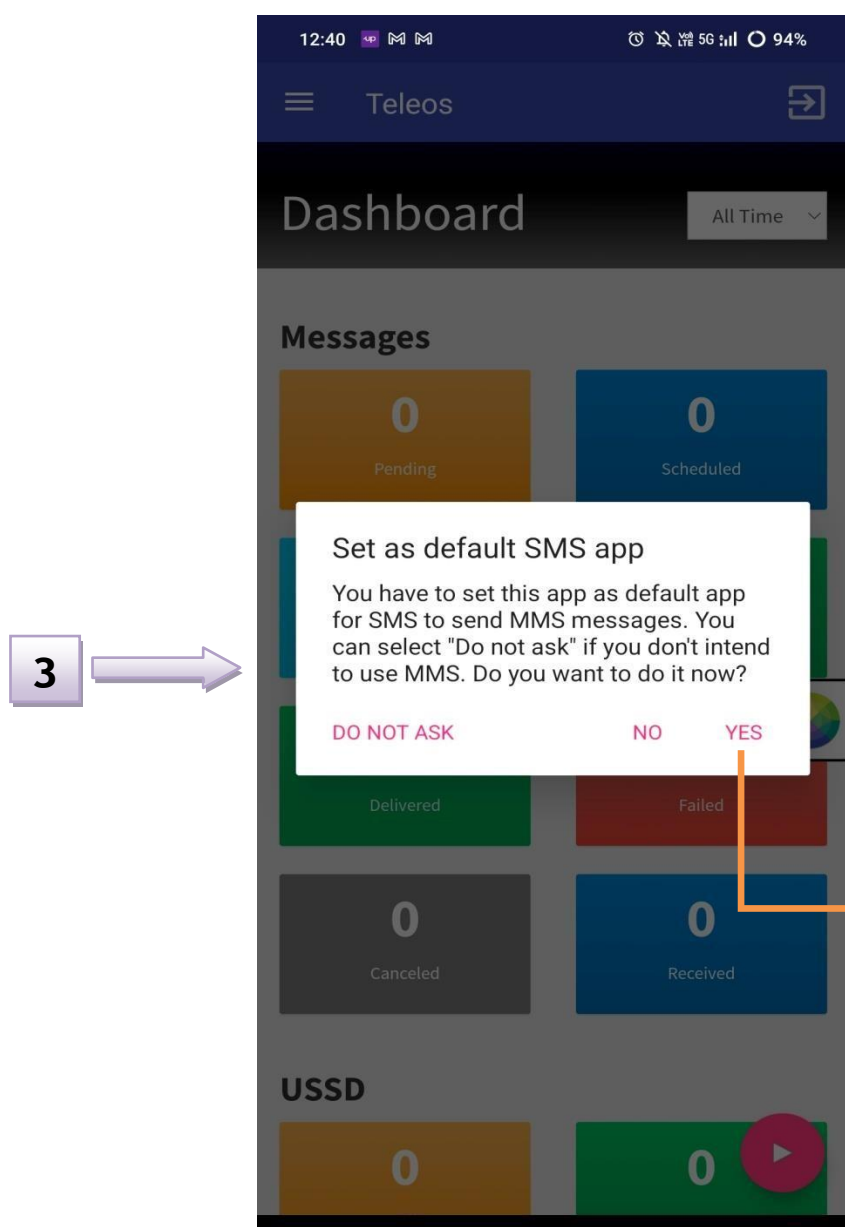 12:40 up VoLTE 5G 94%
Teleos
Dashboard
All Time
Messages
0
0
Pending
Scheduled
Set as default SMS app
You have to set this app as default app
for SMS to send MMS messages. You
can select "Do not ask" if you don't intend
to use MMS. Do you want to do it now?
3
DO NOT ASK NO YES
Delivered
Failed
0
0
Canceled
Received
USSD
0
0